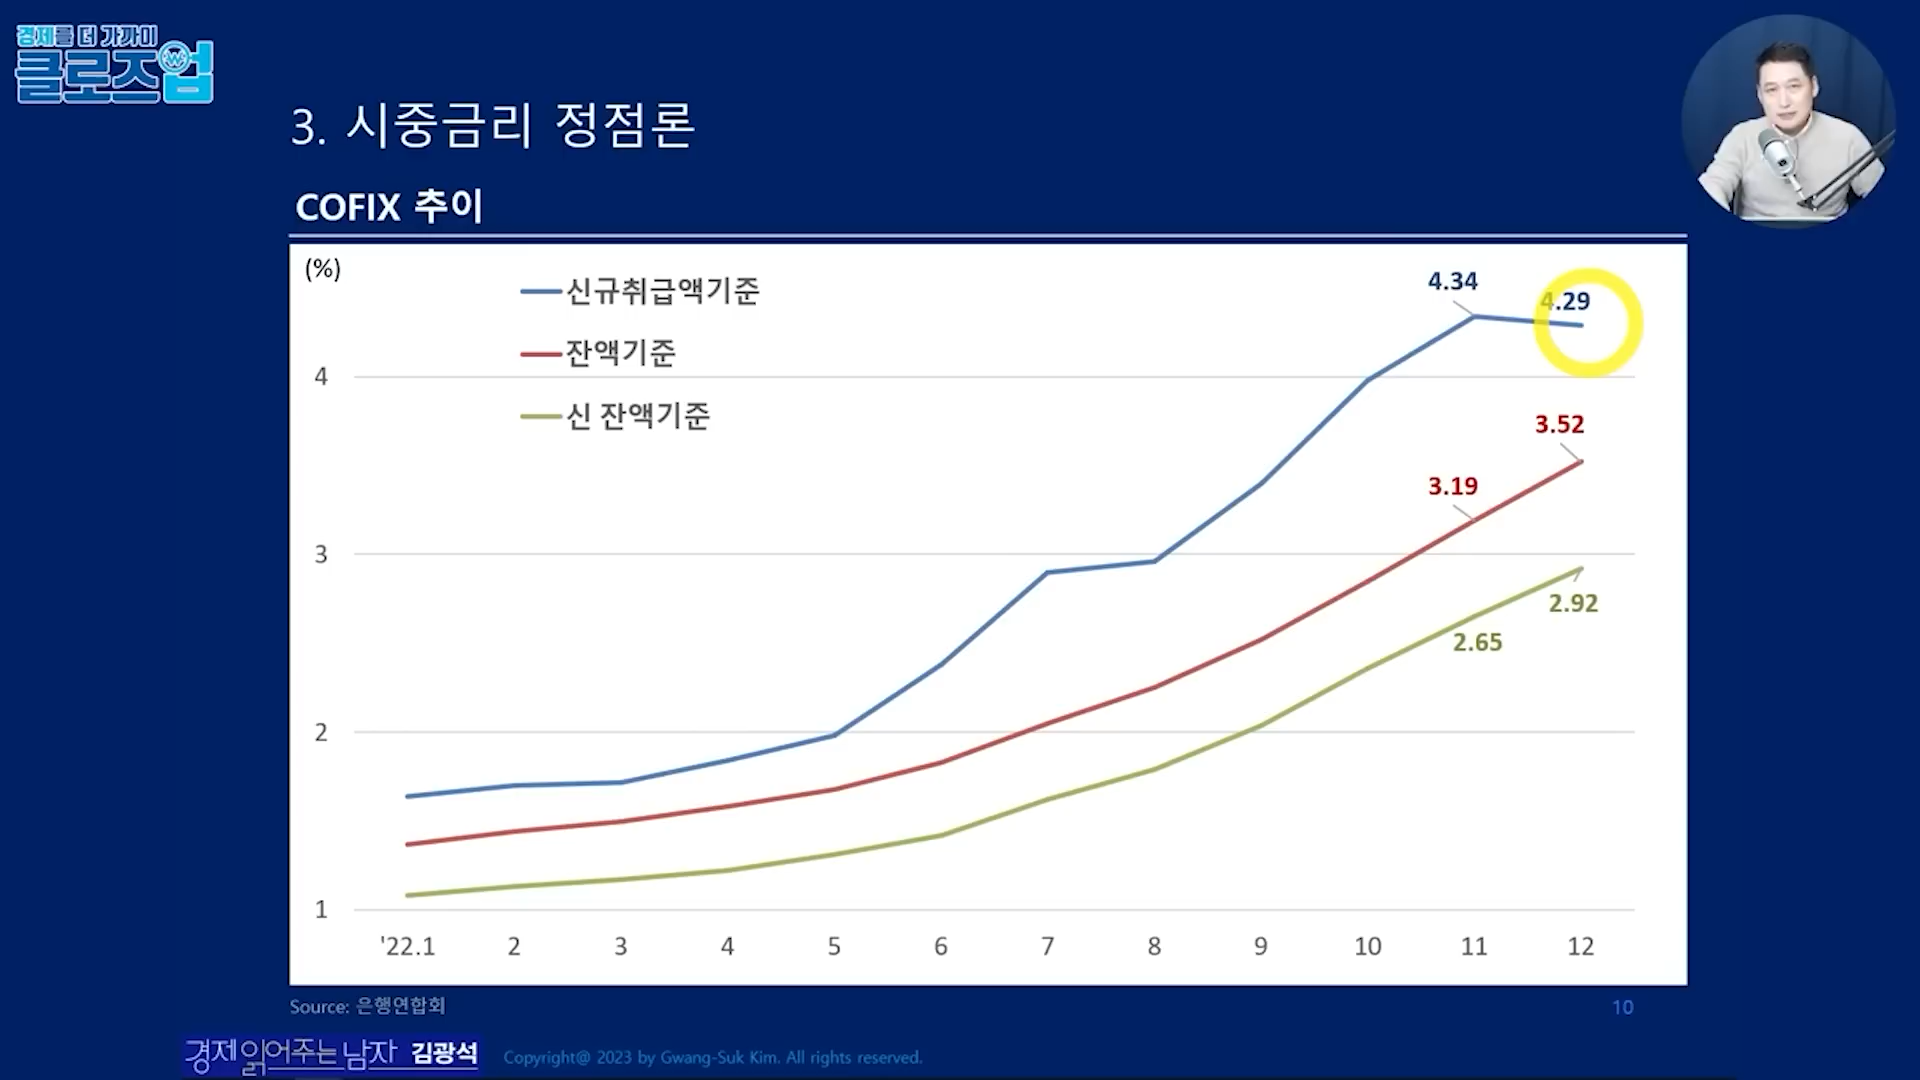 경제를 더 가까이
클로즈업
3. 시중금리 정점론
COFIX 추이
(%)
신규취급액기준
잔액기준
신 잔액기준
4.34
4.29
3.52
3.19
2.92
2.65
4
3
2
1
'22.1 2 3 4 5 6 7 8 9 10 11 12
Source: 은행연합회
10
경제 읽어주는 남자 김광석
Copyright@ 2023 by Gwang-Suk Kim. All rights reserved.